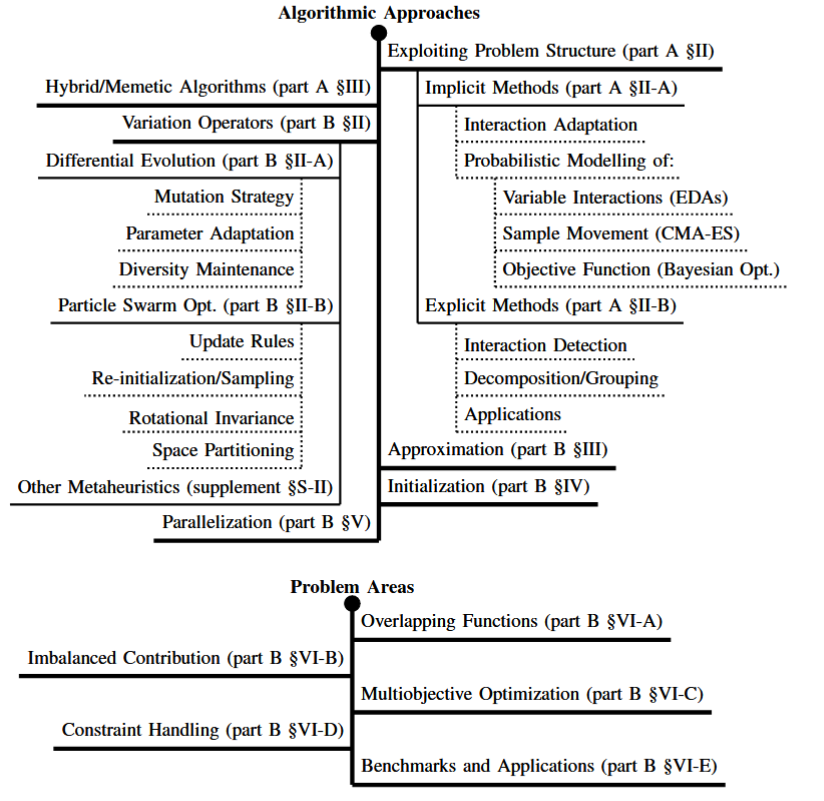 Algorithmic Approaches
Exploiting Problem Structure (part A §II)
Hybrid/Memetic Algorithms (part A §III)
Implicit Methods (part A §II-A)
Variation Operators (part B §II)
Interaction Adaptation
Differential Evolution (part B §II-A)
Probabilistic Modelling of:
Mutation Strategy
Variable Interactions (EDAs)
Parameter Adaptation
Sample Movement (CMA-ES)
Diversity Maintenance
Objective Function (Bayesian Opt.)
Particle Swarm Opt. (part B §II-B)
Explicit Methods (part A §II-B)
Update Rules
Interaction Detection
Re-initialization/Sampling
Decomposition/Grouping
Rotational Invariance
Applications
Space Partitioning
Approximation (part B §III)
Other Metaheuristics (supplement §S-II)
Initialization (part B §IV)
Parallelization (part B §V)
Problem Areas
Overlapping Functions (part B §VI-A)
Imbalanced Contribution (part B §VI-B)
Multiobjective Optimization (part B §VI-C)
Constraint Handling (part B §VI-D)
Benchmarks and Applications (part B §VI-E)